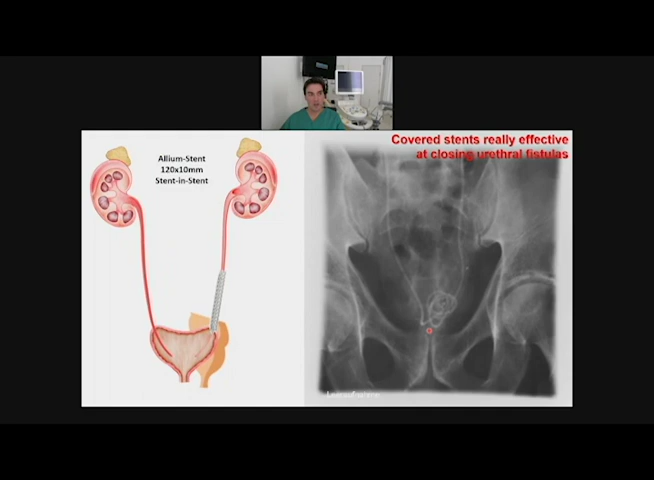 Covered stents really effective
at closing urethral fistulas
Allium-Stent
120x10mm
Stent-in-Stent